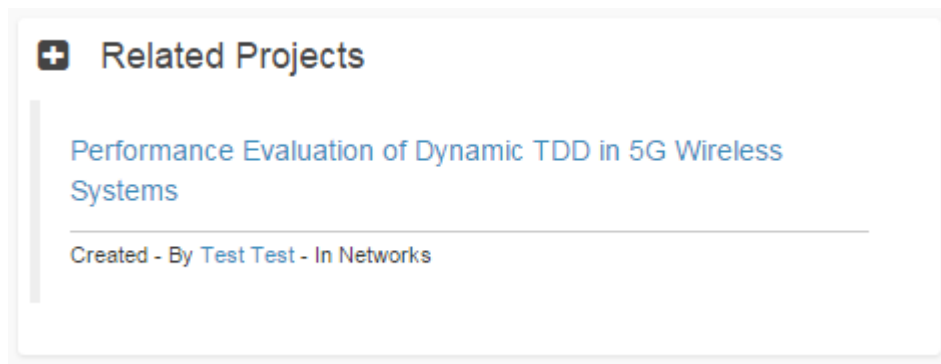 Related Projects
Performance Evaluation of Dynamic TDD in 5G Wireless
Systems
Created - By Test Test - In Networks